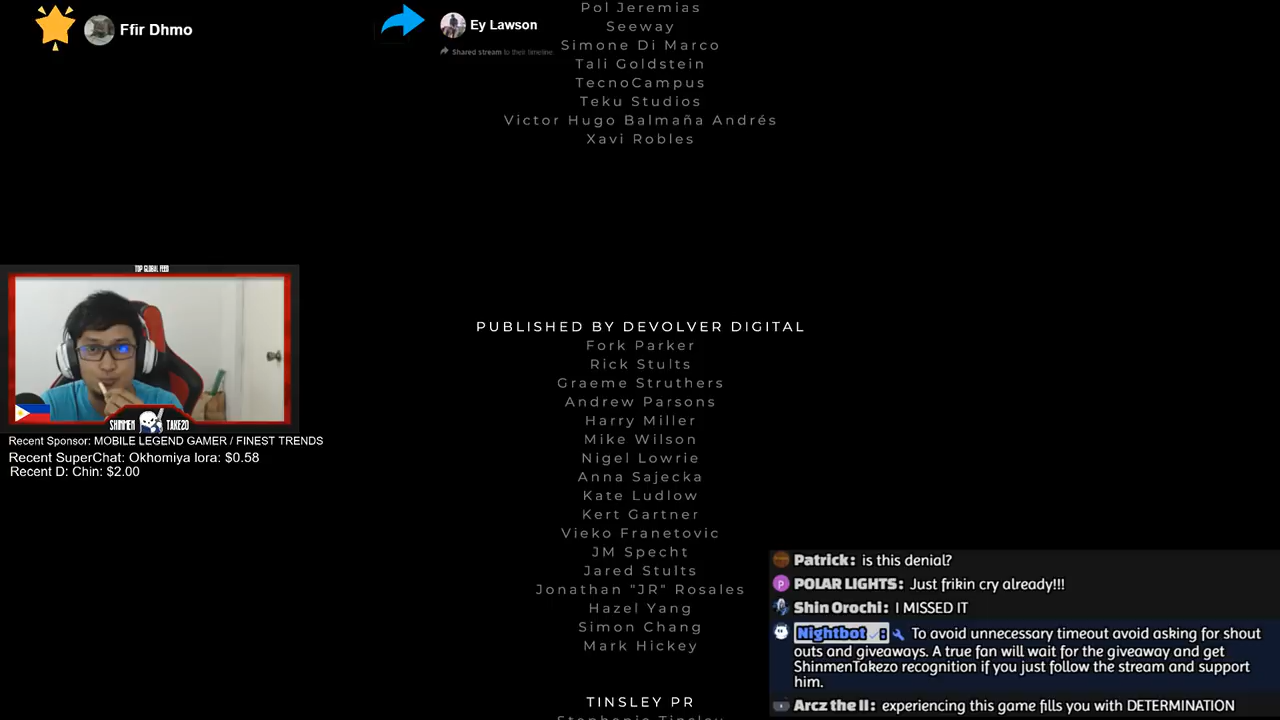 Ffir Dhmo
Ey Lawson
Shared stream to their timeline
Pol Jeremias
Seeway
Simone Di Marco
Tali Goldstein
TecnoCampus
Teku Studios
Victor Hugo Balmaña Andrés
Xavi Robles
TOP GLOBAL FEED
SHINMEN TAKEZO
Recent Sponsor: MOBILE LEGEND GAMER / FINEST TRENDS
Recent SuperChat: Okhomiya Iora: $0.58
Recent D: Chin: $2.00
PUBLISHED BY DEVOLVER DIGITAL
Fork Parker
Rick Stults
Graeme Struthers
Andrew Parsons
Harry Miller
Mike Wilson
Nigel Lowrie
Anna Sajecka
Kate Ludlow
Kert Gartner
Vieko Franetovic
JM Specht
Jared Stults
Jonathan "JR" Rosales
Hazel Yang
Simon Chang
Mark Hickey
TINSLEY PR
Stephanie Tinsley
Patrick: is this denial?
P POLAR LIGHTS: Just frikin cry already!!!
Shin Orochi: I MISSED IT
Nightbot To avoid unnecessary timeout avoid asking for shout
outs and giveaways. A true fan will wait for the giveaway and get
ShinmenTakezo recognition if you just follow the stream and support
him.
Arcz the II: experiencing this game fills you with DETERMINATION